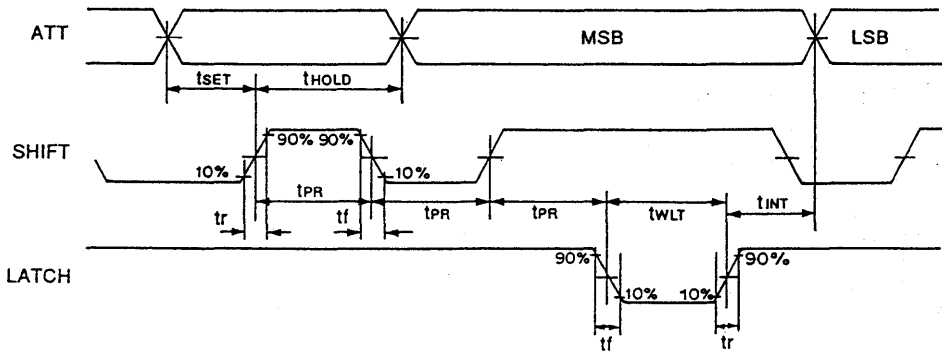 ATT MSB LSB
tSET tHOLD
SHIFT 90% 90%
10% 10%
tPR tPR tPR tWLT tINT
tr tf
LATCH 90% 90%
10% 10%
tf tr